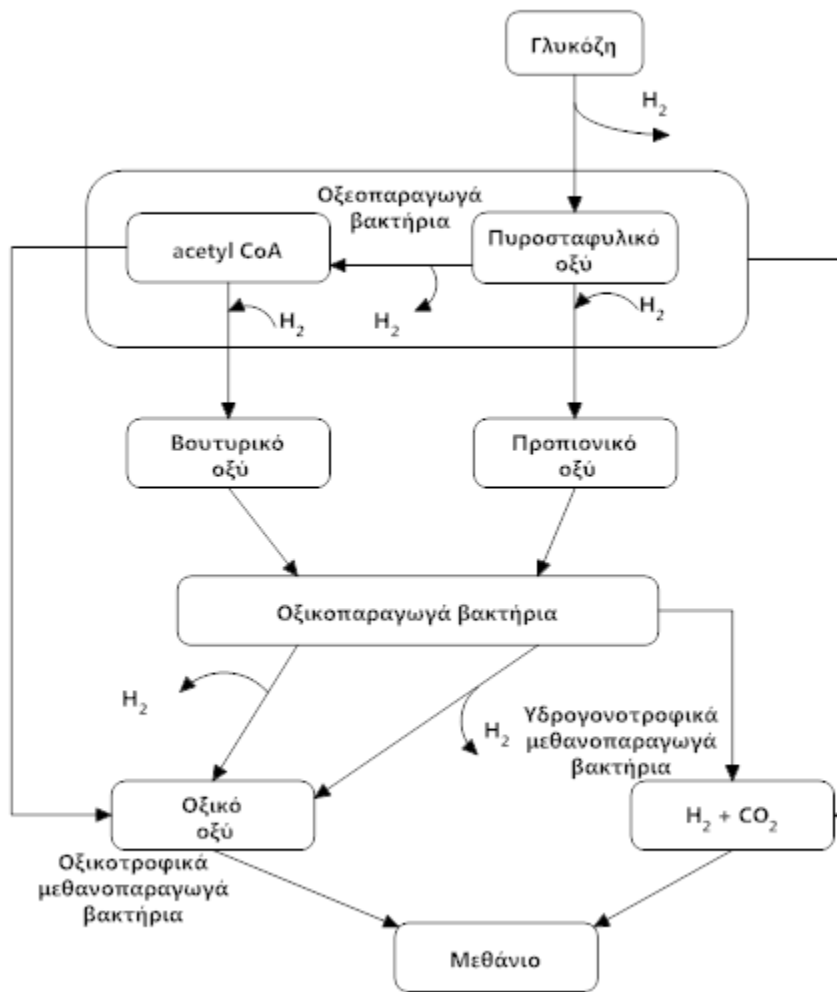 Γλυκόζη
H2
Οξεοπαραγωγά
βακτήρια
acetyl CoA
Πυροσταφυλικό
οξύ
H2
H2
H2
Βουτυρικό
οξύ
Προπιονικό
οξύ
Οξικοπαραγωγά βακτήρια
H2
H2
Υδρογονοτροφικά
μεθανοπαραγωγά
βακτήρια
Οξικό
οξύ
H2 + CO2
Οξικοτροφικά
μεθανοπαραγωγά
βακτήρια
Μεθάνιο